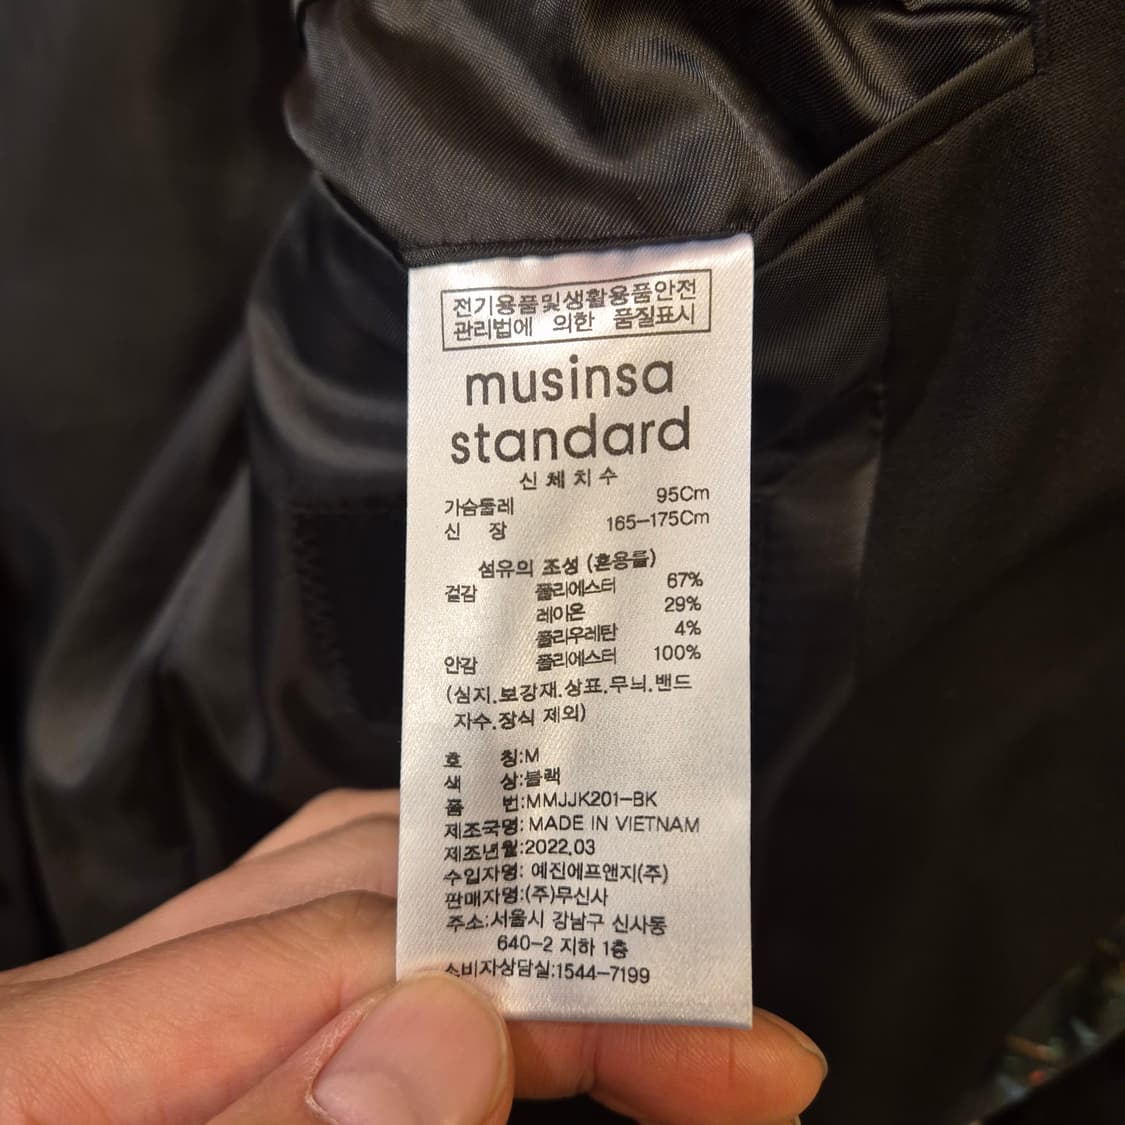 전기용품및생활용품안전
관리법에 의한 품질표시
musinsa
standard
신체치수
가슴둘레 95Cm
신 장 165-175Cm
섬유의 조성 (혼용률)
겉감 폴리에스터 67%
레이온 29%
폴리우레탄 4%
안감 폴리에스터 100%
(심지.보강재.상표.무늬.밴드
자수.장식 제외)
호 칭:M
색 상:블랙
품 번:MMJJK201-BK
제조국명: MADE IN VIETNAM
제조년월:2022.03
수입자명: 예진에프앤지(주)
판매자명:(주)무신사
주소:서울시 강남구 신사동
640-2 지하 1층
소비자상담실:1544-7199